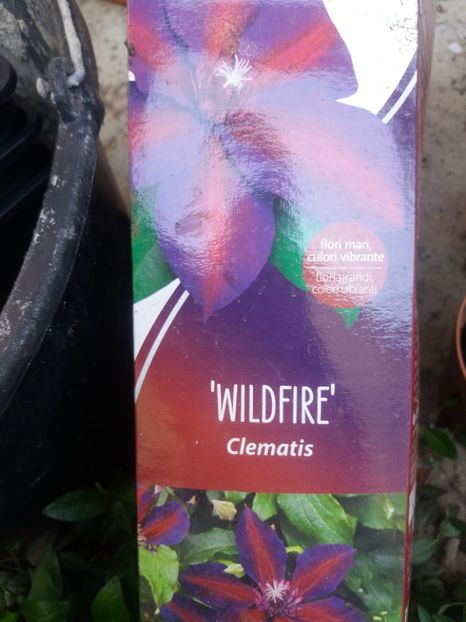 flori mari,
culori vibrante
fiori grandi,
colori vibranti
'WILDFIRE'
Clematis